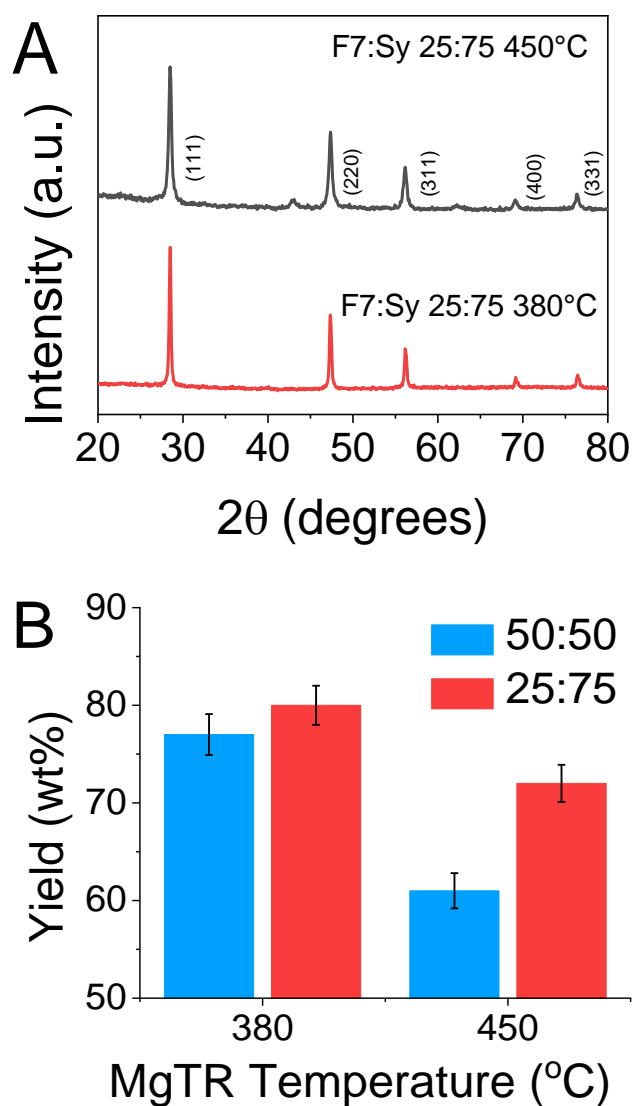 A
F7:Sy 25:75 450°C
(111)
(220)
(311)
(400)
(331)
F7:Sy 25:75 380°C
Intensity (a.u.)
20 30 40 50 60 70 80
2θ (degrees)
B
90
80
70
60
50
50:50
25:75
Yield (wt%)
380 450
MgTR Temperature (°C)